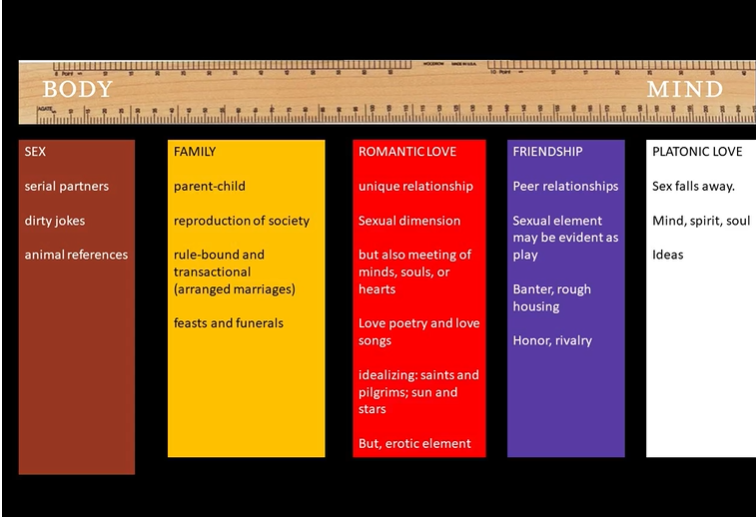 BODY
MIND
SEX
serial partners
dirty jokes
animal references
FAMILY
parent-child
reproduction of society
rule-bound and
transactional
(arranged marriages)
feasts and funerals
ROMANTIC LOVE
unique relationship
Sexual dimension
but also meeting of
minds, souls, or
hearts
Love poetry and love
songs
idealizing: saints and
pilgrims; sun and
stars
But, erotic element
FRIENDSHIP
Peer relationships
Sexual element
may be evident as
play
Banter, rough
housing
Honor, rivalry
PLATONIC LOVE
Sex falls away.
Mind, spirit, soul
Ideas